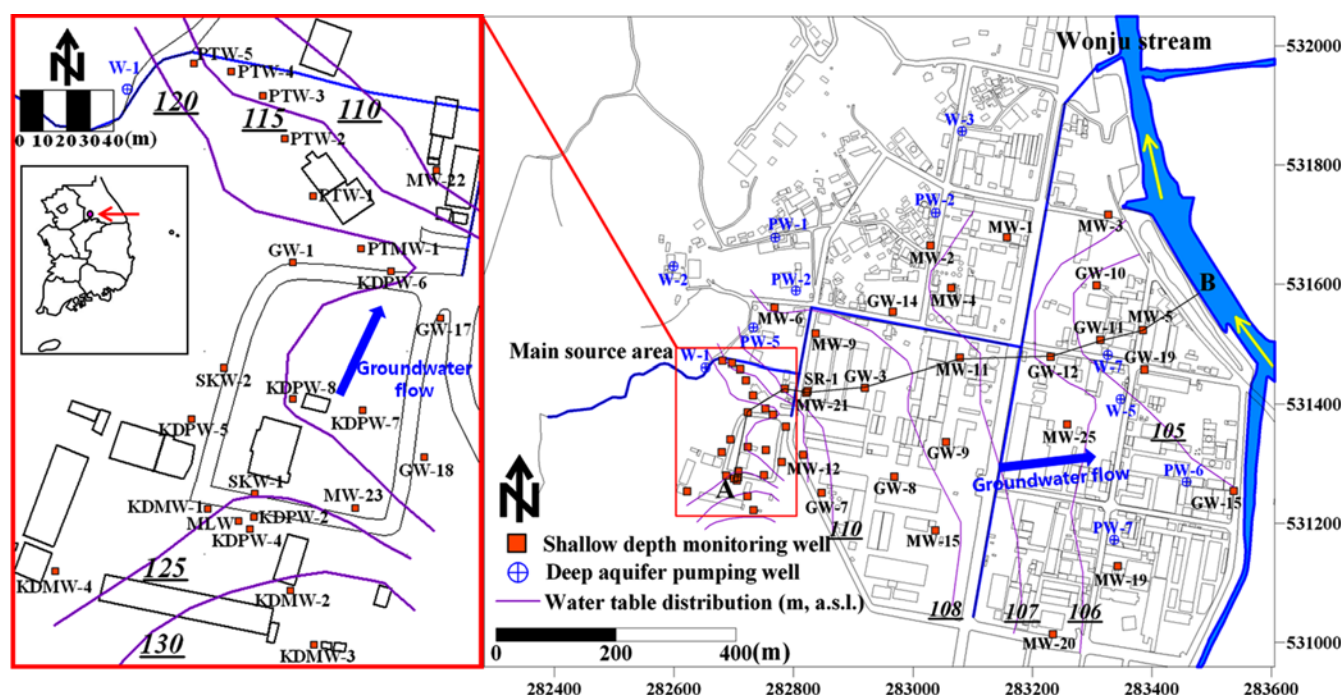 N
W-1
PTW-5
PTW-4
PTW-3
120
115
110
0 10 20 30 40 (m)
PTW-2
MW-22
PTW-1
GW-1
PTMW-1
KDPW-6
GW-17
Groundwater
flow
SKW-2
KDPW-8
KDPW-7
KDPW-5
GW-18
SKW-1
MW-23
KDMW-1
MLW
KDPW-2
KDPW-4
125
KDMW-4
KDMW-2
130
KDMW-3
Wonju stream
W-3
PW-2
PW-1
MW-1
MW-3
MW-2
W-2
PW-2
MW-4
GW-10
B
GW-14
MW-6
MW-5
PW-5
MW-9
GW-11
Main source area
W-1
SR-1
GW-3
MW-11
GW-12
W-7
GW-19
MW-21
W-5
MW-25
105
GW-9
MW-12
Groundwater flow
A
GW-8
PW-6
GW-15
GW-7
110
N
MW-15
PW-7
MW-19
108
107
106
MW-20
Shallow depth monitoring well
Deep aquifer pumping well
Water table distribution (m, a.s.l.)
0 200 400 (m)
532000
531800
531600
531400
531200
531000
282400 282600 282800 283000 283200 283400 283600